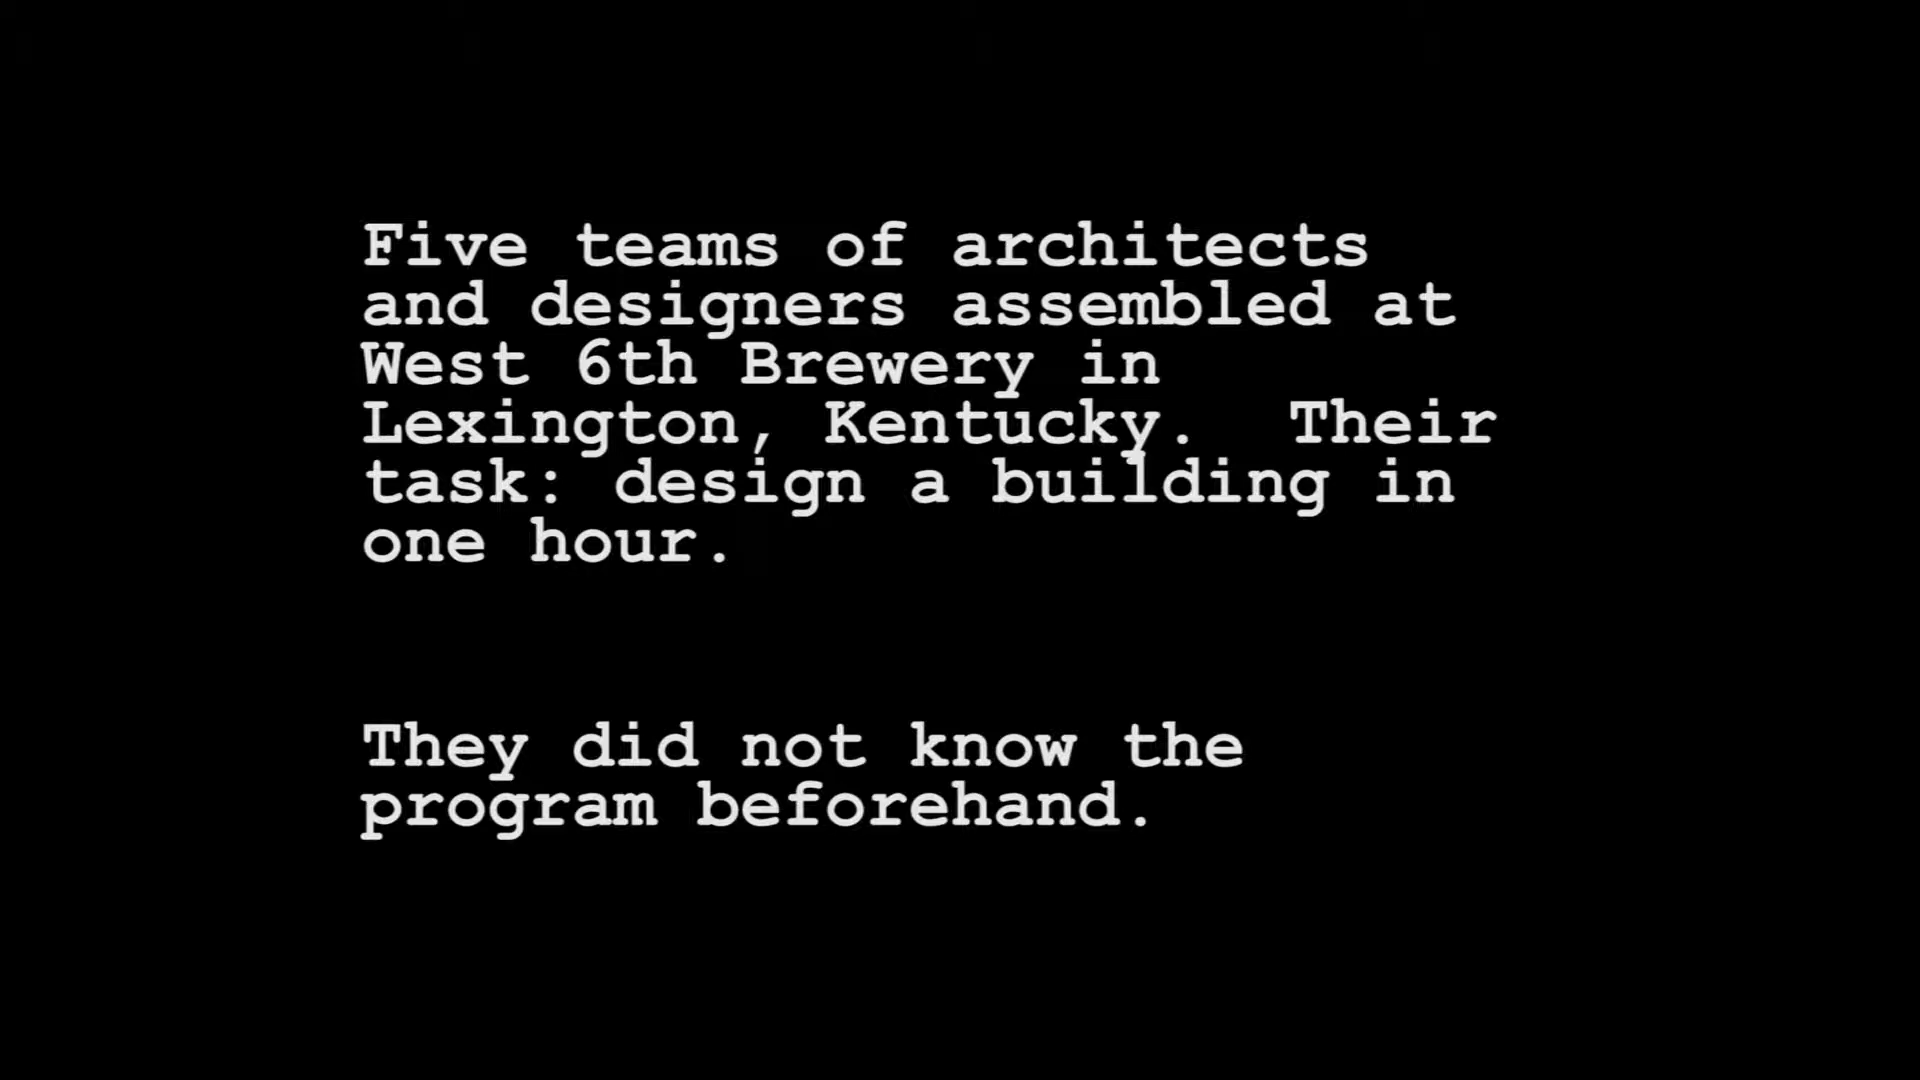 Five teams of architects
and designers assembled at
West 6th Brewery in
Lexington, Kentucky.  Their
task: design a building in
one hour.
They did not know the
program beforehand.